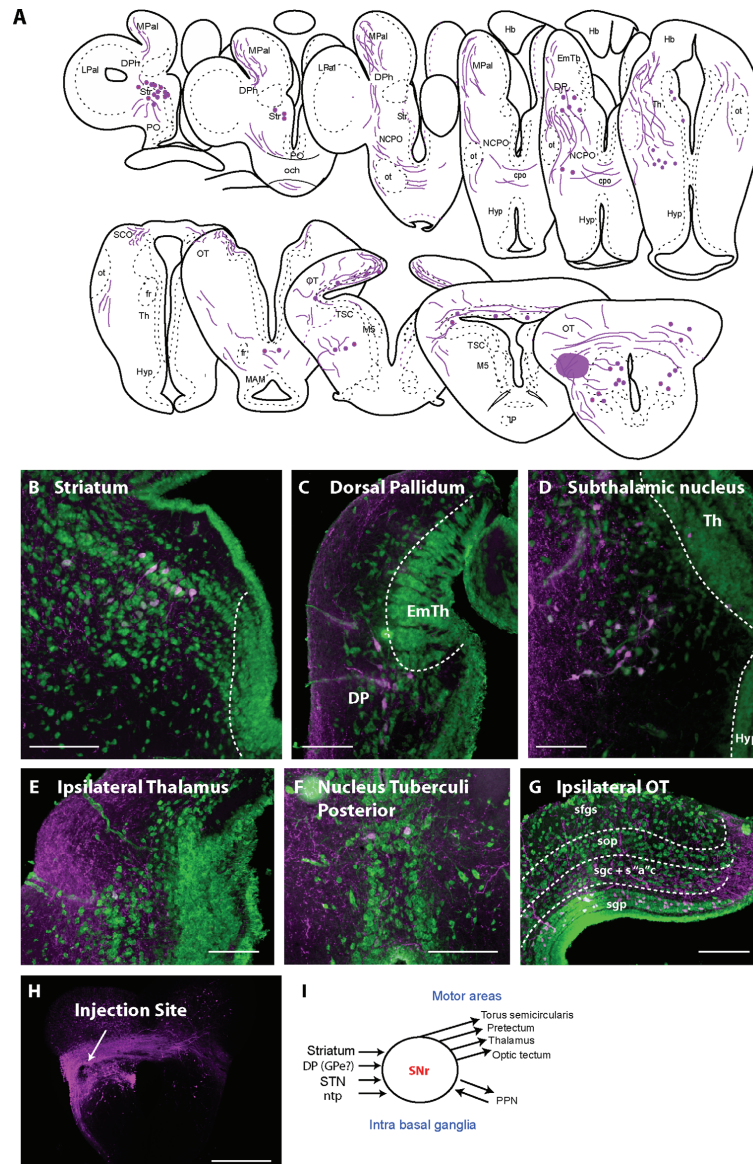 A
MPal
LPal
DPh
Str
PO
MPal
DPh
Str
PO
och
MPal
LPal
DPh
Str
NCPO
ot
MPal
NCPO
ot
cpo
Hyp
Hb
EmTh
DP
ot
NCPO
cpo
Hyp
Hb
Th
ot
Hyp
SCO
ot
fr
Th
Hyp
OT
fr
MAM
OT
TSC
M5
TSC
M5
IP
OT
B Striatum
C Dorsal Pallidum
EmTh
DP
D Subthalamic nucleus
Th
Hyp
E Ipsilateral Thalamus
F Nucleus Tuberculi
Posterior
G Ipsilateral OT
sfgs
sop
sgc + s"a"c
sgp
H
Injection Site
I
Motor areas
Torus semicircularis
Pretectum
Thalamus
Optic tectum
Striatum
DP (GPe?)
STN
ntp
SNr
PPN
Intra basal ganglia